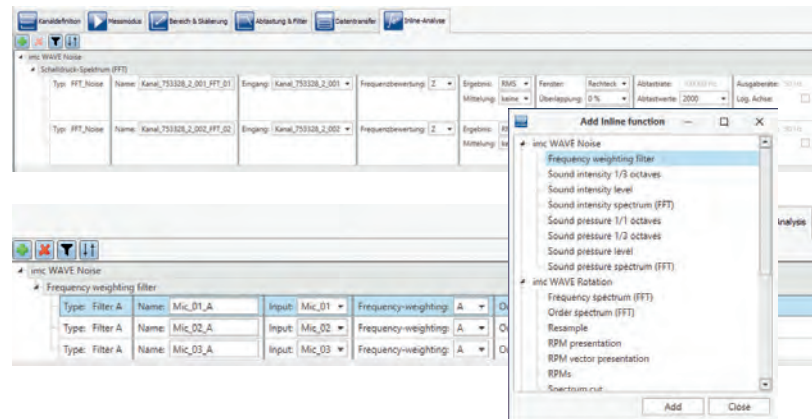 Kanaldefinition Messmodus Bereich & Skalierung Abtastung & Filter Datentransfer Inline-Analyse
imc WAVE Noise
Schalldruck-Spektrum (FFT)
Typ: FFT_Noise Name: Kanal_753328_2_001_FFT_01 Eingang: Kanal_753328_2_001 Frequenzbewertung: Z Ergebnis: RMS Fenster: Rechteck Abtastrate: Ausgaberate:
Mittelung: keine Überlappung: 0 % Abtastwerte: 2000 Log. Achse:
Typ: FFT_Noise Name: Kanal_753328_2_002_FFT_02 Eingang: Kanal_753328_2_002 Frequenzbewertung: Z Ergebnis:
Mittelung:
Add Inline function
imc WAVE Noise
Frequency weighting filter
Sound intensity 1/3 octaves
Sound intensity level
Sound intensity spectrum (FFT)
Sound pressure 1/1 octaves
Sound pressure 1/3 octaves
Sound pressure level
Sound pressure spectrum (FFT)
imc WAVE Rotation
Frequency spectrum (FFT)
Order spectrum (FFT)
Resample
RPM presentation
RPM vector presentation
RPMs
Spectrum cut
Add Close
Analysis
imc WAVE Noise
Frequency weighting filter
Type: Filter A Name: Mic_01_A Input: Mic_01 Frequency-weighting: A
Type: Filter A Name: Mic_02_A Input: Mic_02 Frequency-weighting: A
Type: Filter A Name: Mic_03_A Input: Mic_03 Frequency-weighting: A